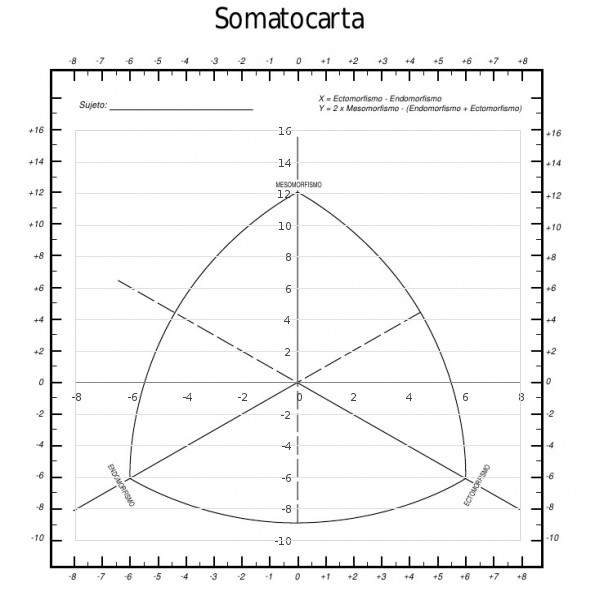 Somatocarta
-8 -7 -6 -5 -4 -3 -2 -1 0 +1 +2 +3 +4 +5 +6 +7 +8
Sujeto: ____________________
X = Ectomorfismo - Endomorfismo
Y = 2 x Mesomorfismo - (Endomorfismo + Ectomorfismo)
+16 16 +16
+14 14 +14
MESOMORFISMO
+12 12 +12
+10 10 +10
+8 8 +8
+6 6 +6
+4 4 +4
+2 2 +2
0 0
-8 -6 -4 -2 0 2 4 6 8
-2 -2 -2
-4 -4 -4
-6 -6 -6
ENDOMORFISMO ECTOMORFISMO
-8 -8 -8
-10 -10 -10
-8 -7 -6 -5 -4 -3 -2 -1 0 +1 +2 +3 +4 +5 +6 +7 +8